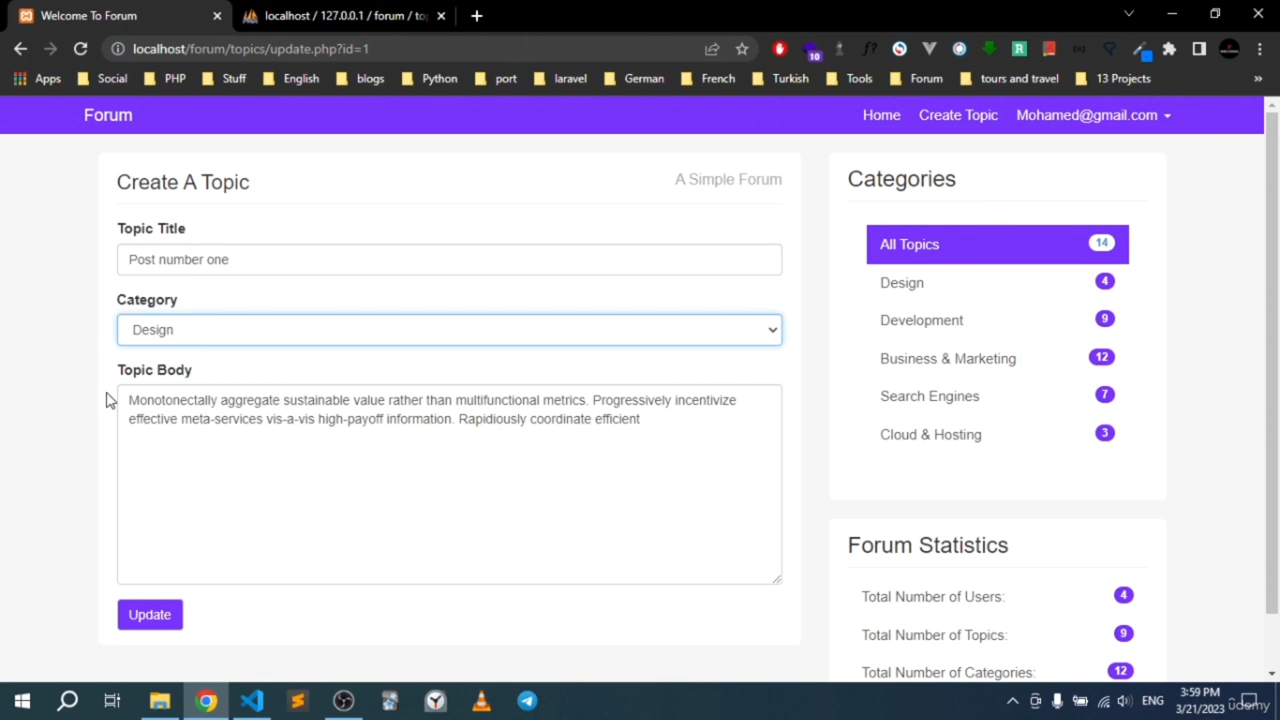 Welcome To Forum
localhost / 127.0.0.1 / forum / to
localhost/forum/topics/update.php?id=1
10
Apps
Social
PHP
Stuff
English
blogs
Python
port
laravel
German
French
Turkish
Tools
Forum
tours and travel
13 Projects
»
Forum
Home
Create Topic
Mohamed@gmail.com
Create A Topic
A Simple Forum
Topic Title
Post number one
Category
Design
Topic Body
Monotonectally aggregate sustainable value rather than multifunctional metrics. Progressively incentivize
effective meta-services vis-a-vis high-payoff information. Rapidiously coordinate efficient
Update
Categories
All Topics 14
Design 4
Development 9
Business & Marketing 12
Search Engines 7
Cloud & Hosting 3
Forum Statistics
Total Number of Users: 4
Total Number of Topics: 9
Total Number of Categories: 12
ENG
3:59 PM
3/21/2023
udemy